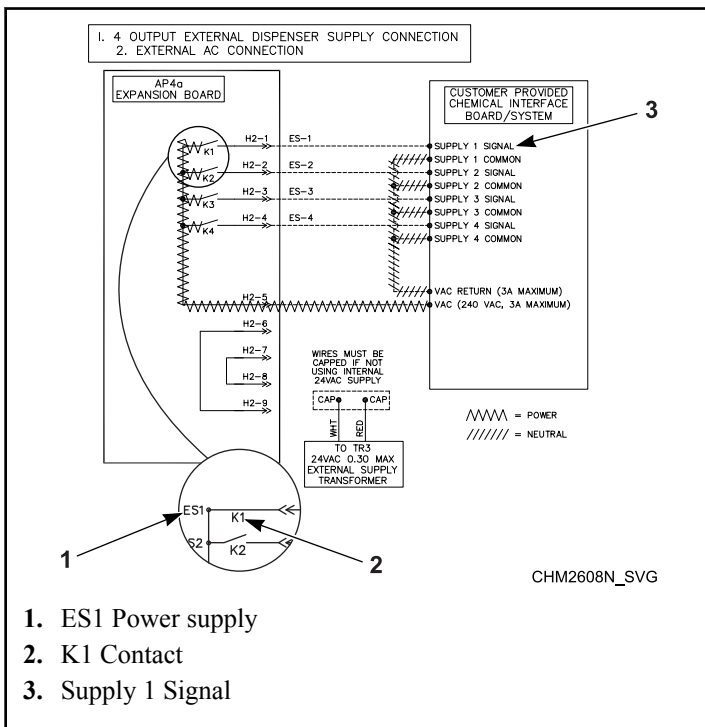 I. 4 OUTPUT EXTERNAL DISPENSER SUPPLY CONNECTION
2. EXTERNAL AC CONNECTION
AP4a
EXPANSION BOARD
CUSTOMER PROVIDED
CHEMICAL INTERFACE
BOARD/SYSTEM
3
K1
H2-1
ES-1
SUPPLY 1 SIGNAL
SUPPLY 1 COMMON
K2
H2-2
ES-2
SUPPLY 2 SIGNAL
SUPPLY 2 COMMON
K3
H2-3
ES-3
SUPPLY 3 SIGNAL
SUPPLY 3 COMMON
K4
H2-4
ES-4
SUPPLY 4 SIGNAL
SUPPLY 4 COMMON
VAC RETURN (3A MAXIMUM)
H2-5
VAC (240 VAC, 3A MAXIMUM)
H2-6
H2-7
H2-8
H2-9
WIRES MUST BE
CAPPED IF NOT
USING INTERNAL
24VAC SUPPLY
CAP
CAP
WHT
RED
TO TR3
24VAC 0.30 MAX
EXTERNAL SUPPLY
TRANSFORMER
= POWER
= NEUTRAL
ES1
K1
S2
K2
1
2
CHM2608N_SVG
1. ES1 Power supply
2. K1 Contact
3. Supply 1 Signal